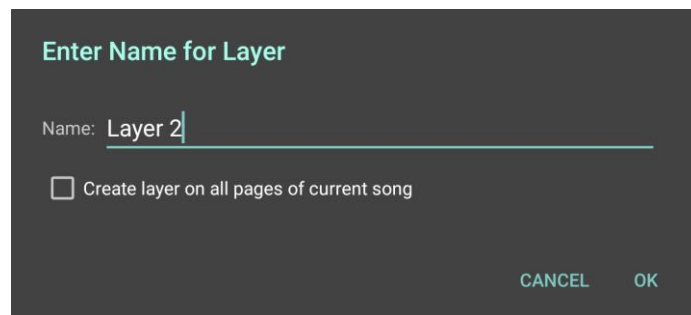 Enter Name for Layer
Name: Layer 2
Create layer on all pages of current song
CANCEL OK